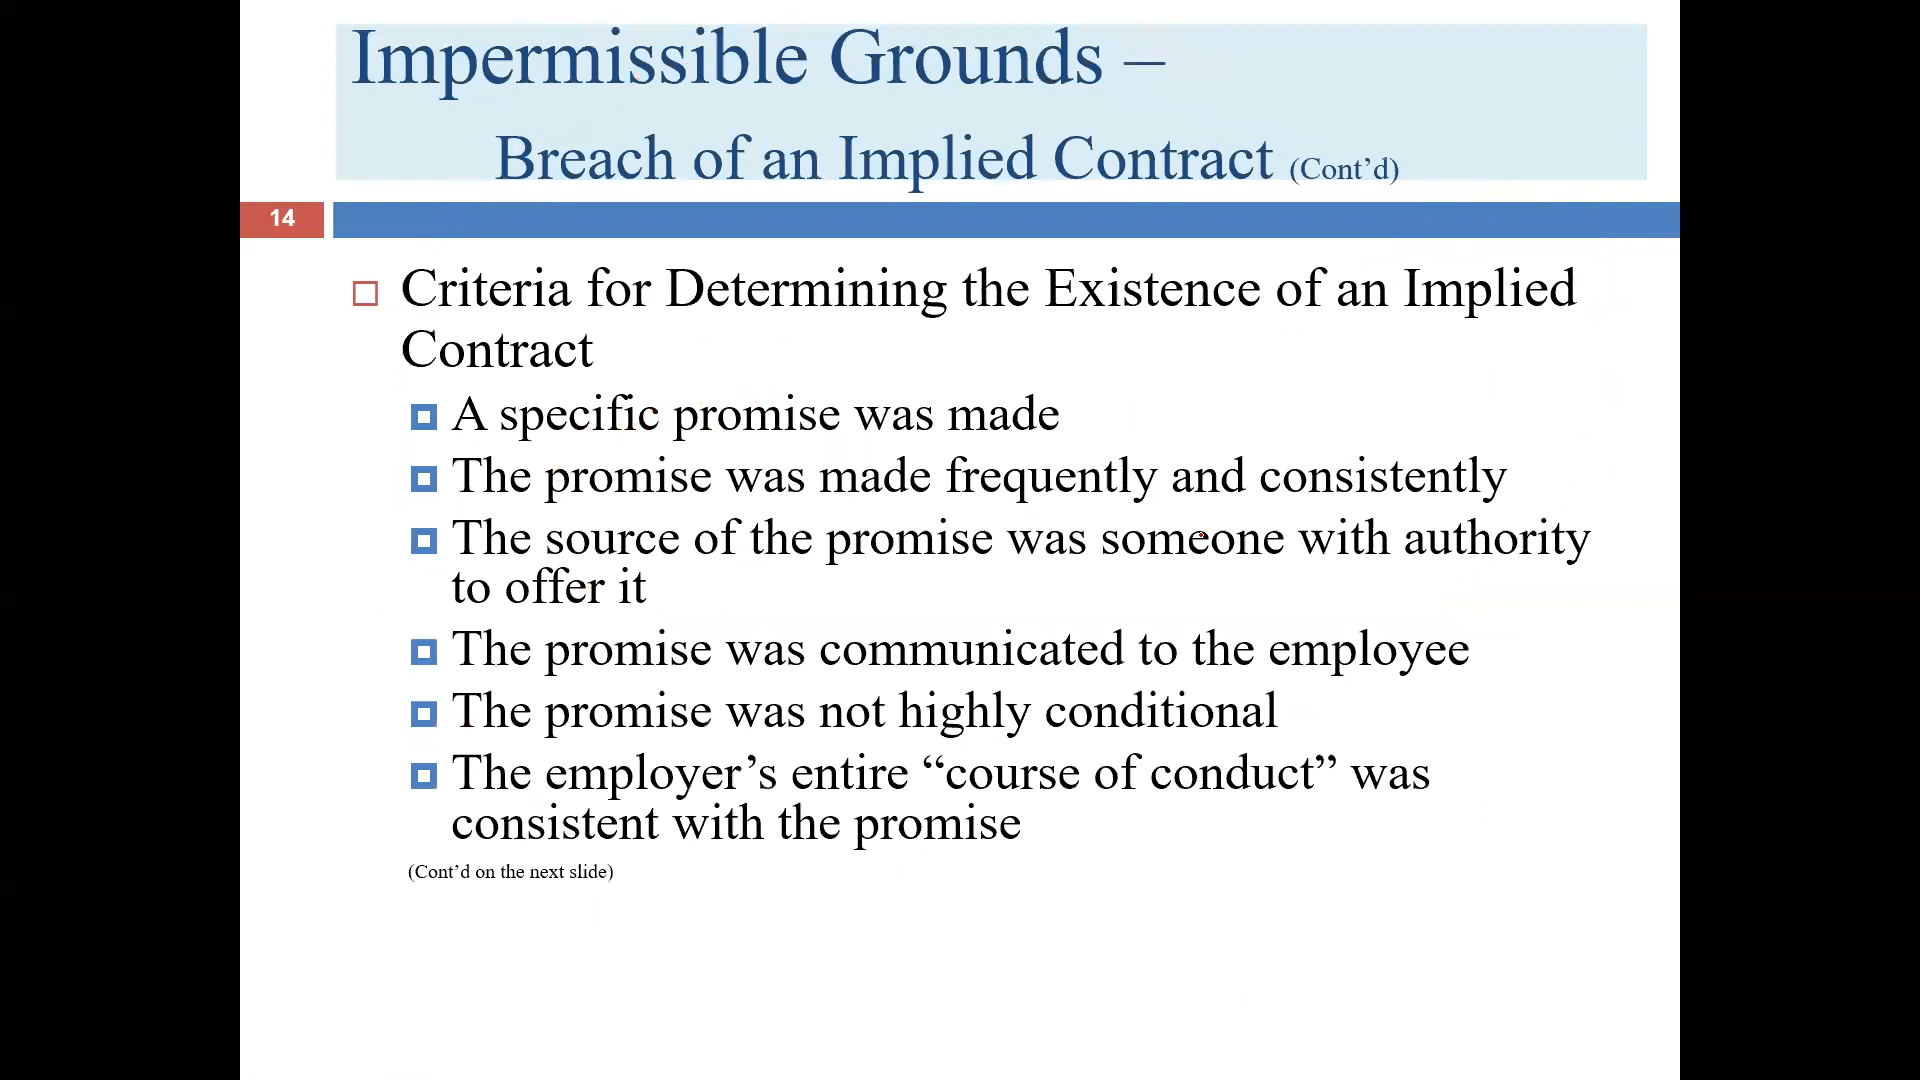 Impermissible Grounds –
Breach of an Implied Contract (Cont’d)
14
Criteria for Determining the Existence of an Implied
Contract
A specific promise was made
The promise was made frequently and consistently
The source of the promise was someone with authority
to offer it
The promise was communicated to the employee
The promise was not highly conditional
The employer’s entire “course of conduct” was
consistent with the promise
(Cont’d on the next slide)